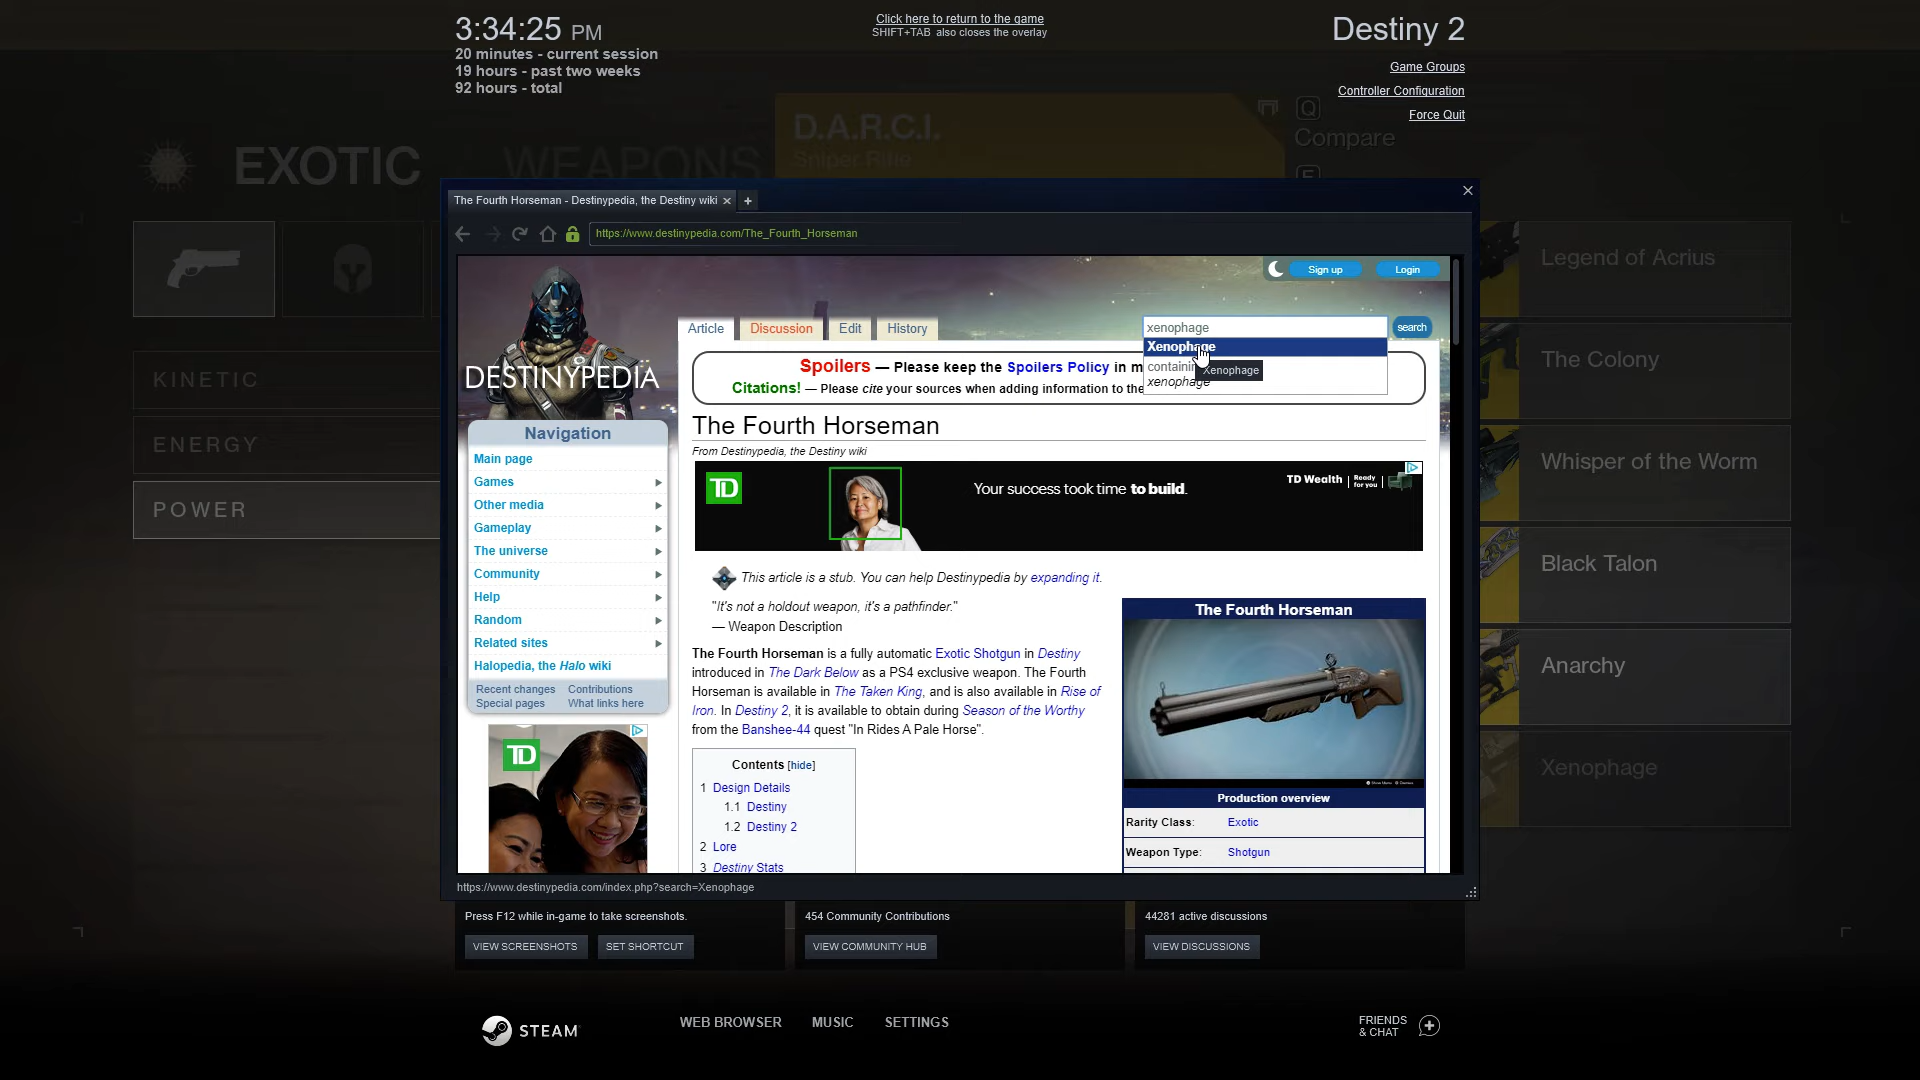 3:34:25 PM
20 minutes - current session
19 hours - past two weeks
92 hours - total
Click here to return to the game
SHIFT+TAB also closes the overlay
Destiny 2
Game Groups
Controller Configuration
Force Quit
EXOTIC WEAPONS
D.A.R.C.I.
Sniper Rifle
Q
Compare
F
KINETIC
ENERGY
POWER
The Fourth Horseman - Destinypedia, the Destiny wiki
https://www.destinypedia.com/The_Fourth_Horseman
Sign up
Login
DESTINYPEDIA
Article
Discussion
Edit
History
xenophage
search
Xenophage
containin
xenophage
Xenophage
Spoilers — Please keep the Spoilers Policy in m
Citations! — Please cite your sources when adding information to the
Navigation
Main page
Games
Other media
Gameplay
The universe
Community
Help
Random
Related sites
Halopedia, the Halo wiki
Recent changes Contributions
Special pages What links here
TD
The Fourth Horseman
From Destinypedia, the Destiny wiki
TD
Your success took time to build.
TD Wealth | Ready for you
This article is a stub. You can help Destinypedia by expanding it.
"It's not a holdout weapon, it's a pathfinder."
— Weapon Description
The Fourth Horseman is a fully automatic Exotic Shotgun in Destiny
introduced in The Dark Below as a PS4 exclusive weapon. The Fourth
Horseman is available in The Taken King, and is also available in Rise of
Iron. In Destiny 2, it is available to obtain during Season of the Worthy
from the Banshee-44 quest "In Rides A Pale Horse".
Contents [hide]
1 Design Details
1.1 Destiny
1.2 Destiny 2
2 Lore
3 Destiny Stats
The Fourth Horseman
Production overview
Rarity Class: Exotic
Weapon Type: Shotgun
https://www.destinypedia.com/index.php?search=Xenophage
Legend of Acrius
The Colony
Whisper of the Worm
Black Talon
Anarchy
Xenophage
Press F12 while in-game to take screenshots.
VIEW SCREENSHOTS
SET SHORTCUT
454 Community Contributions
VIEW COMMUNITY HUB
44281 active discussions
VIEW DISCUSSIONS
STEAM
WEB BROWSER
MUSIC
SETTINGS
FRIENDS
& CHAT